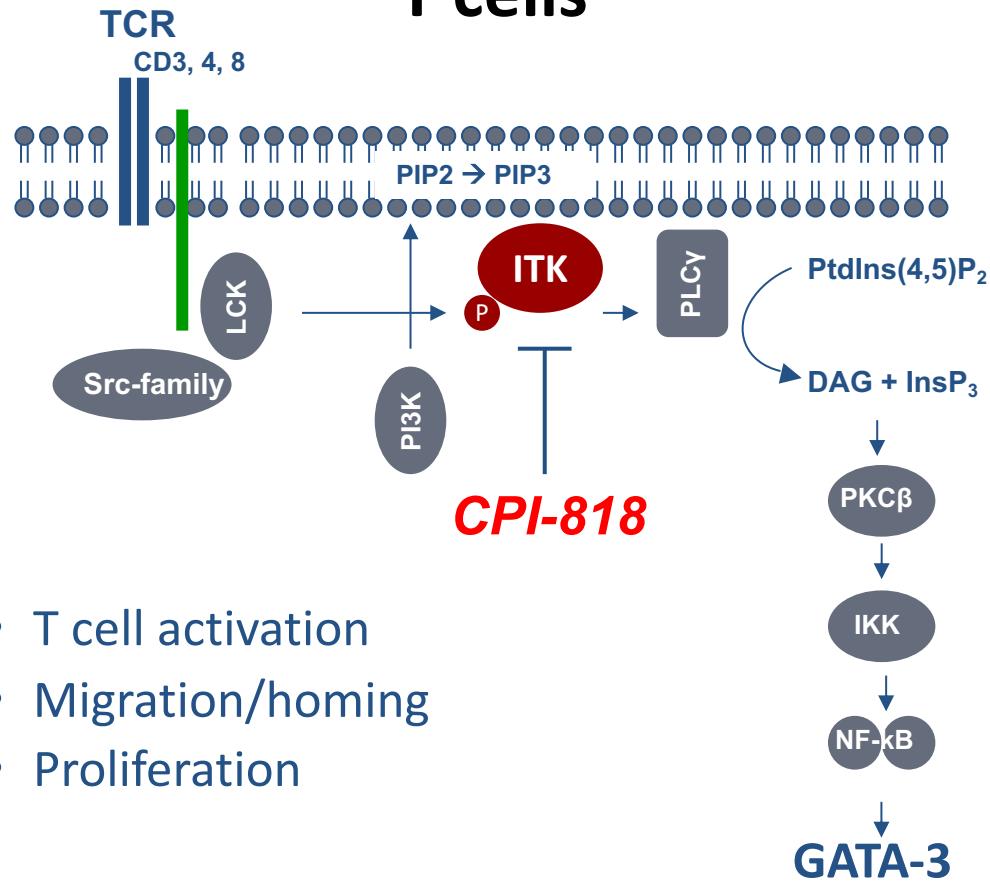 T cells
TCR
CD3, 4, 8
PIP2 → PIP3
ITK
P
LCK
PLCγ
PtdIns(4,5)P2
Src-family
PI3K
DAG + InsP3
CPI-818
PKCβ
IKK
NF-κB
GATA-3
• T cell activation
• Migration/homing
• Proliferation